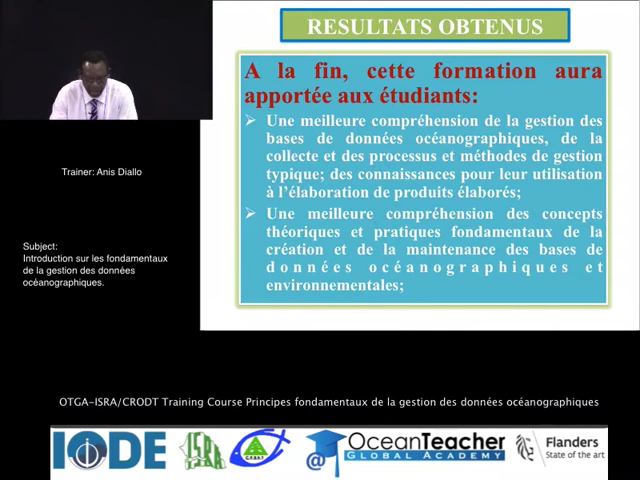 RESULTATS OBTENUS
A la fin, cette formation aura
apportée aux étudiants:
Une meilleure compréhension de la gestion des
bases de données océanographiques, de la
collecte et des processus et méthodes de gestion
typique; des connaissances pour leur utilisation
à l'élaboration de produits élaborés;
Une meilleure compréhension des concepts
théoriques et pratiques fondamentaux de la
création et de la maintenance des bases de
données océanographiques et
environnementales;
Trainer: Anis Diallo
Subject:
Introduction sur les fondamentaux
de la gestion des données
océanographiques.
OTGA-ISRA/CRODT Training Course Principes fondamentaux de la gestion des données océanographiques
IODE
ISRA
@
OceanTeacher
GLOBAL ACADEMY
Flanders
State of the art